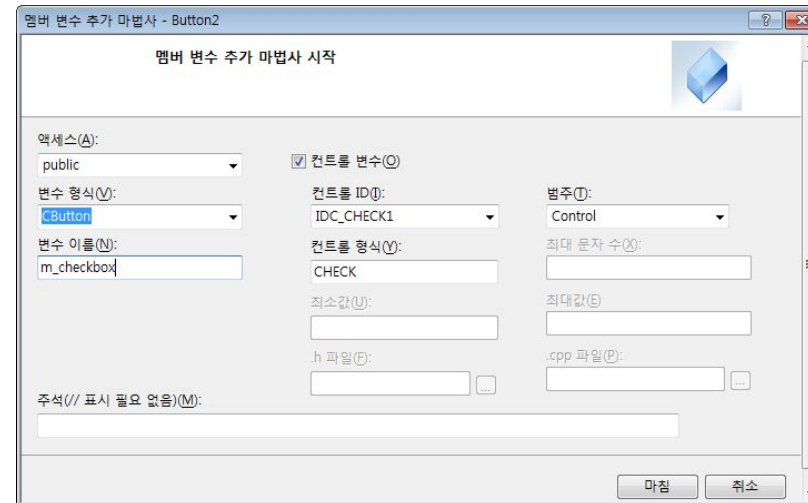 멤버 변수 추가 마법사 - Button2
멤버 변수 추가 마법사 시작
액세스(A):
public
컨트롤 변수(O)
변수 형식(V):
컨트롤 ID(I):
범주(T):
CButton
IDC_CHECK1
Control
변수 이름(N):
컨트롤 형식(Y):
최대 문자 수(X):
m_checkbox
CHECK
최소값(U):
최대값(E)
.h 파일(F):
.cpp 파일(P):
...
...
주석(// 표시 필요 없음)(M):
마침
취소